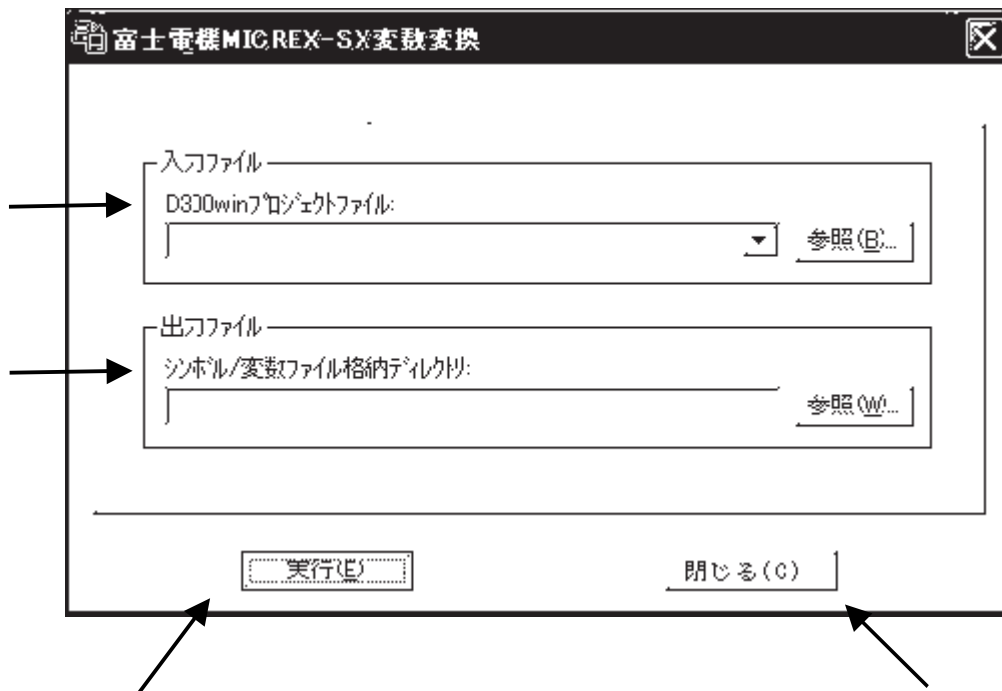 富士電機MICREX-SX変数変換
入力ファイル
D300winプロジェクトファイル:
参照(B)...
出力ファイル
シンボル/変数ファイル格納ディレクトリ:
参照(W)...
実行(E)
閉じる(C)